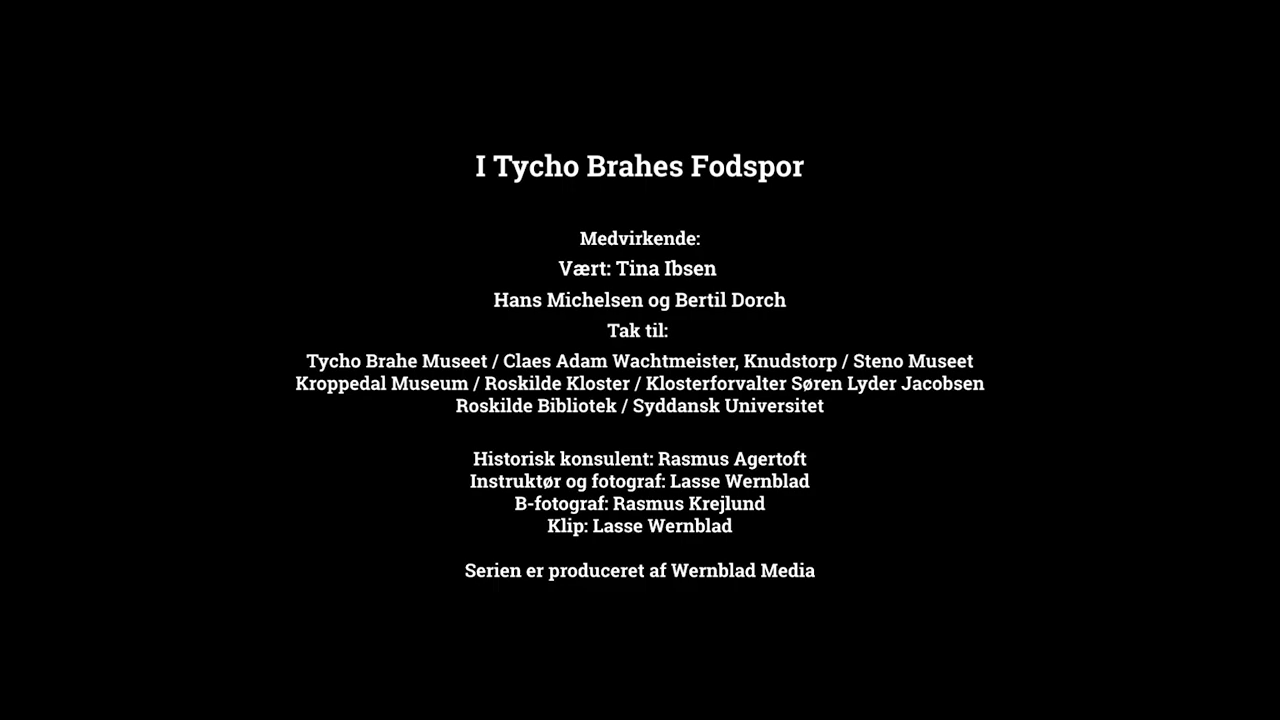 I Tycho Brahes Fodspor
Medvirkende:
Vært: Tina Ibsen
Hans Michelsen og Bertil Dorch
Tak til:
Tycho Brahe Museet / Claes Adam Wachtmeister, Knudstorp / Steno Museet
Kroppedal Museum / Roskilde Kloster / Klosterforvalter Søren Lyder Jacobsen
Roskilde Bibliotek / Syddansk Universitet
Historisk konsulent: Rasmus Agertoft
Instruktør og fotograf: Lasse Wernblad
B-fotograf: Rasmus Krejlund
Klip: Lasse Wernblad
Serien er produceret af Wernblad Media